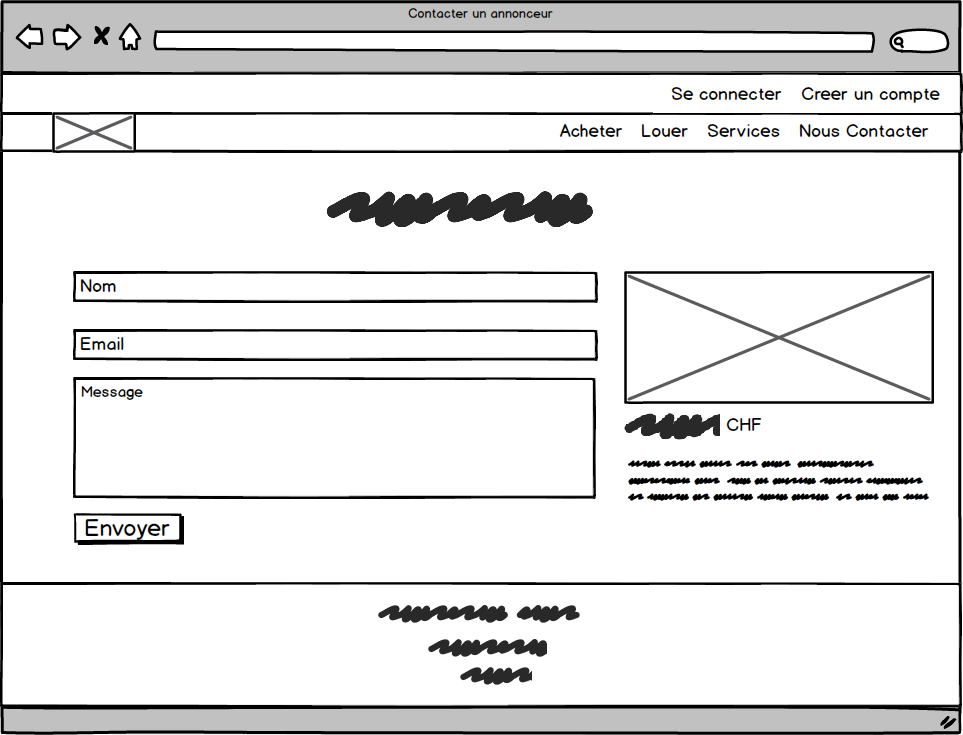 Contacter un annonceur
Se connecter Creer un compte
Acheter Louer Services Nous Contacter
Nom
Email
Message
CHF
Envoyer